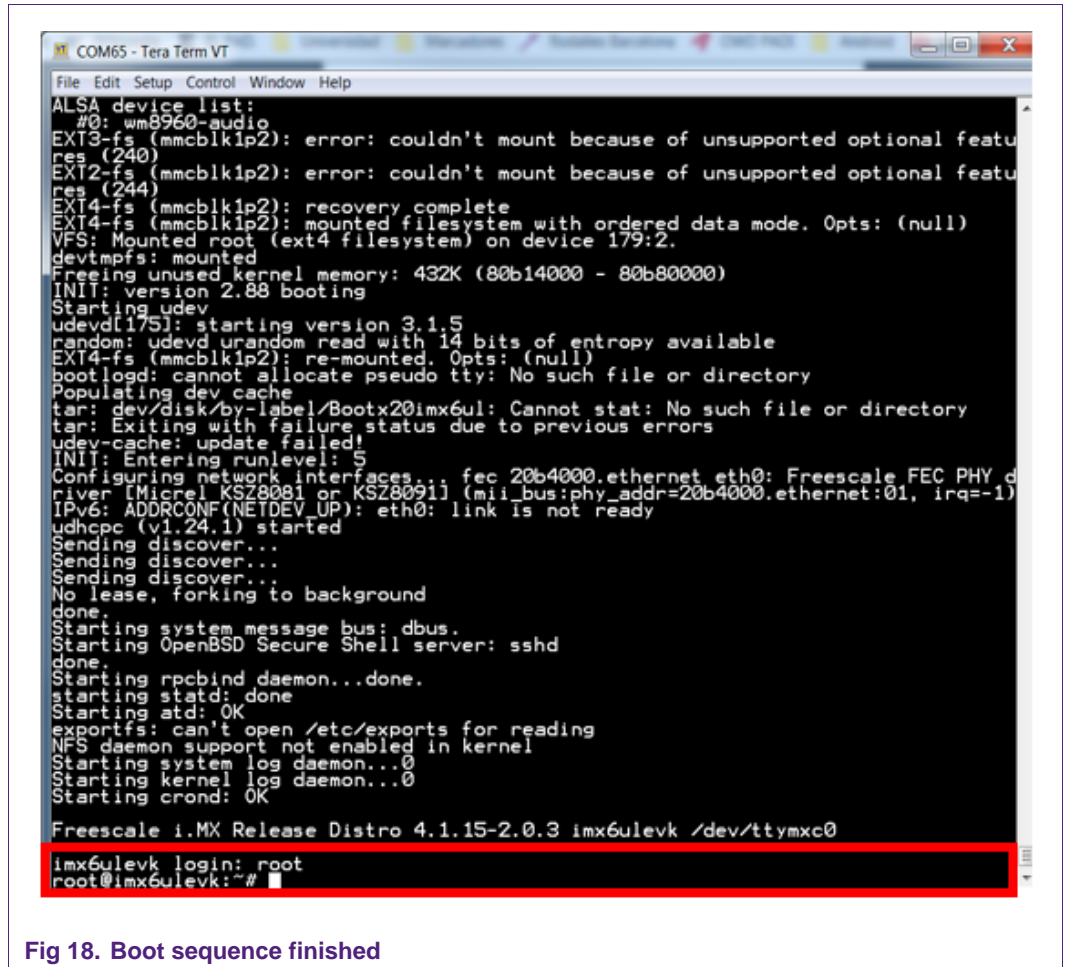 COM65 - Tera Term VT
File Edit Setup Control Window Help
ALSA device list:
  #0: wm8960-audio
EXT3-fs (mmcblk1p2): error: couldn't mount because of unsupported optional featu
res (240)
EXT2-fs (mmcblk1p2): error: couldn't mount because of unsupported optional featu
res (244)
EXT4-fs (mmcblk1p2): recovery complete
EXT4-fs (mmcblk1p2): mounted filesystem with ordered data mode. Opts: (null)
VFS: Mounted root (ext4 filesystem) on device 179:2.
devtmpfs: mounted
Freeing unused kernel memory: 432K (80b14000 - 80b80000)
INIT: version 2.88 booting
Starting udev
udevd[175]: starting version 3.1.5
random: udevd urandom read with 14 bits of entropy available
EXT4-fs (mmcblk1p2): re-mounted. Opts: (null)
bootlogd: cannot allocate pseudo tty: No such file or directory
Populating dev cache
tar: dev/disk/by-label/Bootx20imx6ul: Cannot stat: No such file or directory
tar: Exiting with failure status due to previous errors
udev-cache: update failed!
INIT: Entering runlevel: 5
Configuring network interfaces... fec 20b4000.ethernet eth0: Freescale FEC PHY d
river [Micrel KSZ8081 or KSZ8091] (mii_bus:phy_addr=20b4000.ethernet:01, irq=-1)
IPv6: ADDRCONF(NETDEV_UP): eth0: link is not ready
udhcpc (v1.24.1) started
Sending discover...
Sending discover...
Sending discover...
No lease, forking to background
done.
Starting system message bus: dbus.
Starting OpenBSD Secure Shell server: sshd
done.
Starting rpcbind daemon...done.
starting statd: done
Starting atd: OK
exportfs: can't open /etc/exports for reading
NFS daemon support not enabled in kernel
Starting system log daemon...0
Starting kernel log daemon...0
Starting crond: OK
Freescale i.MX Release Distro 4.1.15-2.0.3 imx6ulevk /dev/ttymxc0
imx6ulevk login: root
root@imx6ulevk:~#
Fig 18. Boot sequence finished